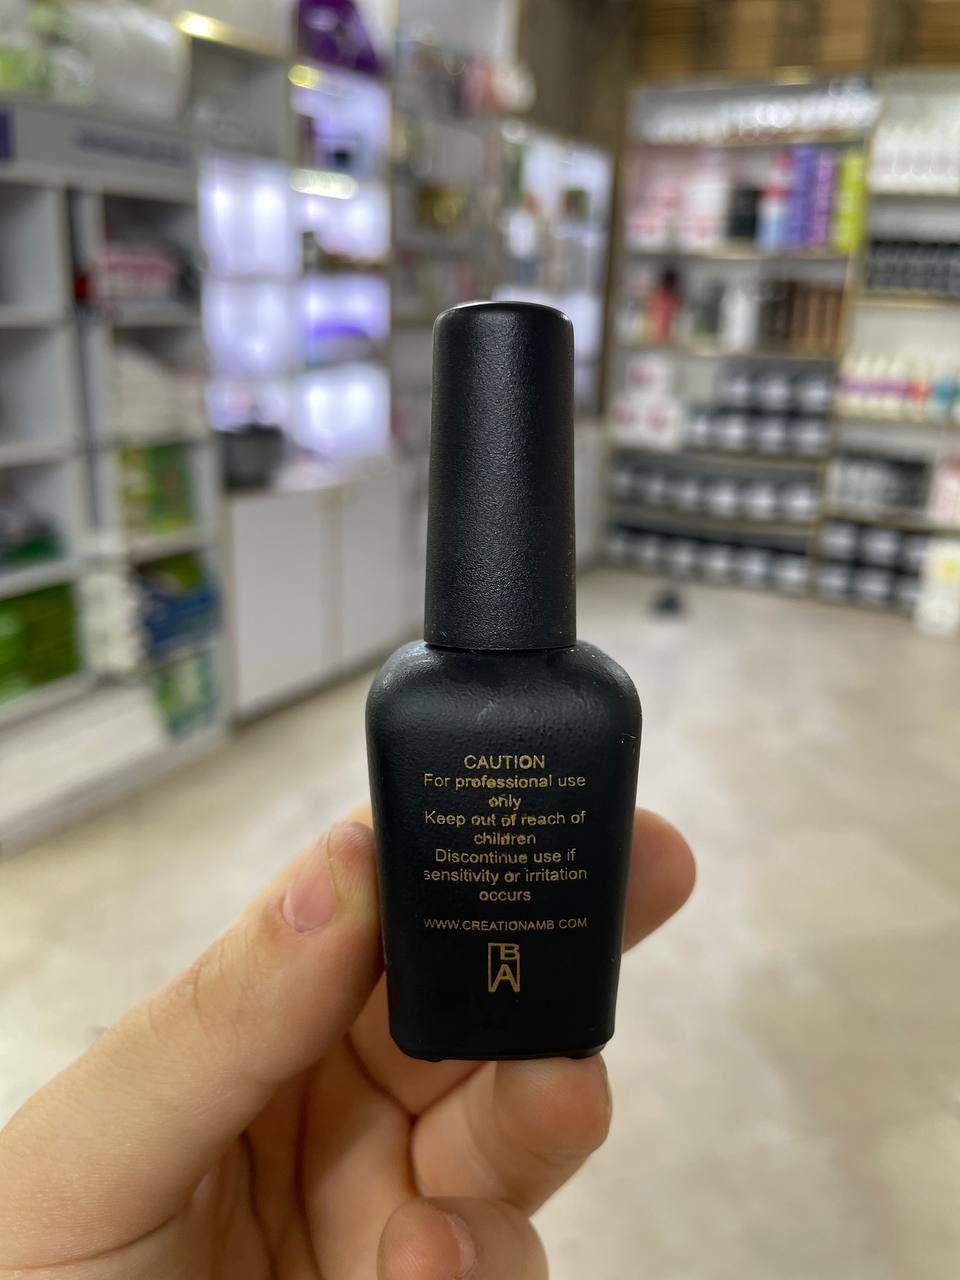 CAUTION
For professional use
only
Keep out of reach of
children
Discontinue use if
sensitivity or irritation
occurs
WWW.CREATIONAMB.COM
B
A